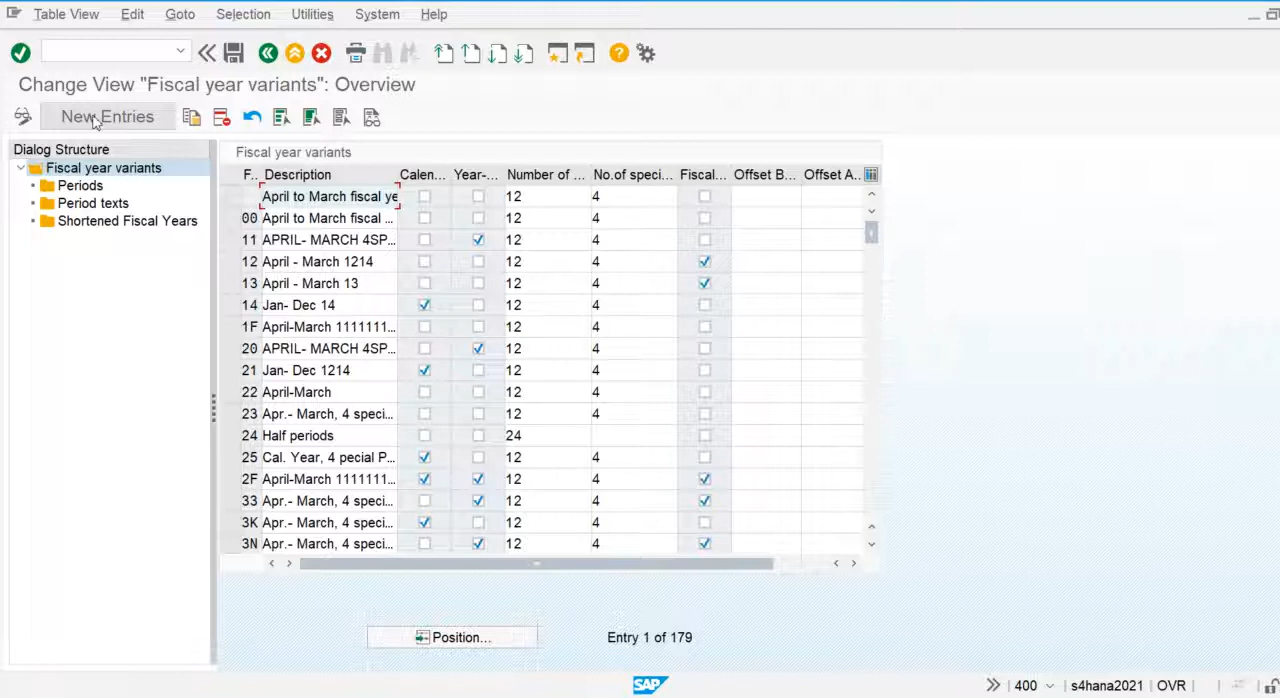 Table View Edit Goto Selection Utilities System Help
Change View "Fiscal year variants": Overview
New Entries
Dialog Structure
Fiscal year variants
Periods
Period texts
Shortened Fiscal Years
Fiscal year variants
F.. Description Calen... Year-... Number of ... No.of speci... Fiscal... Offset B... Offset A..
April to March fiscal ye 12 4
00 April to March fiscal ... 12 4
11 APRIL- MARCH 4SP... 12 4
12 April - March 1214 12 4
13 April - March 13 12 4
14 Jan- Dec 14 12 4
1F April-March 1111111... 12 4
20 APRIL- MARCH 4SP... 12 4
21 Jan- Dec 1214 12 4
22 April-March 12 4
23 Apr.- March, 4 speci... 12 4
24 Half periods 24
25 Cal. Year, 4 pecial P... 12 4
2F April-March 1111111... 12 4
33 Apr.- March, 4 speci... 12 4
3K Apr.- March, 4 speci... 12 4
3N Apr.- March, 4 speci... 12 4
Position... Entry 1 of 179
SAP 400 s4hana2021 OVR